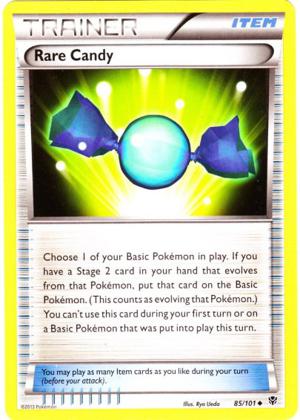 TRAINER ITEM
Rare Candy
Choose 1 of your Basic Pokémon in play. If you
have a Stage 2 card in your hand that evolves
from that Pokémon, put that card on the Basic
Pokémon. (This counts as evolving that Pokémon.)
You can't use this card during your first turn or on
a Basic Pokémon that was put into play this turn.
You may play as many Item cards as you like during your turn
(before your attack).
Illus. Ryo Ueda 85/101
©2013 Pokémon